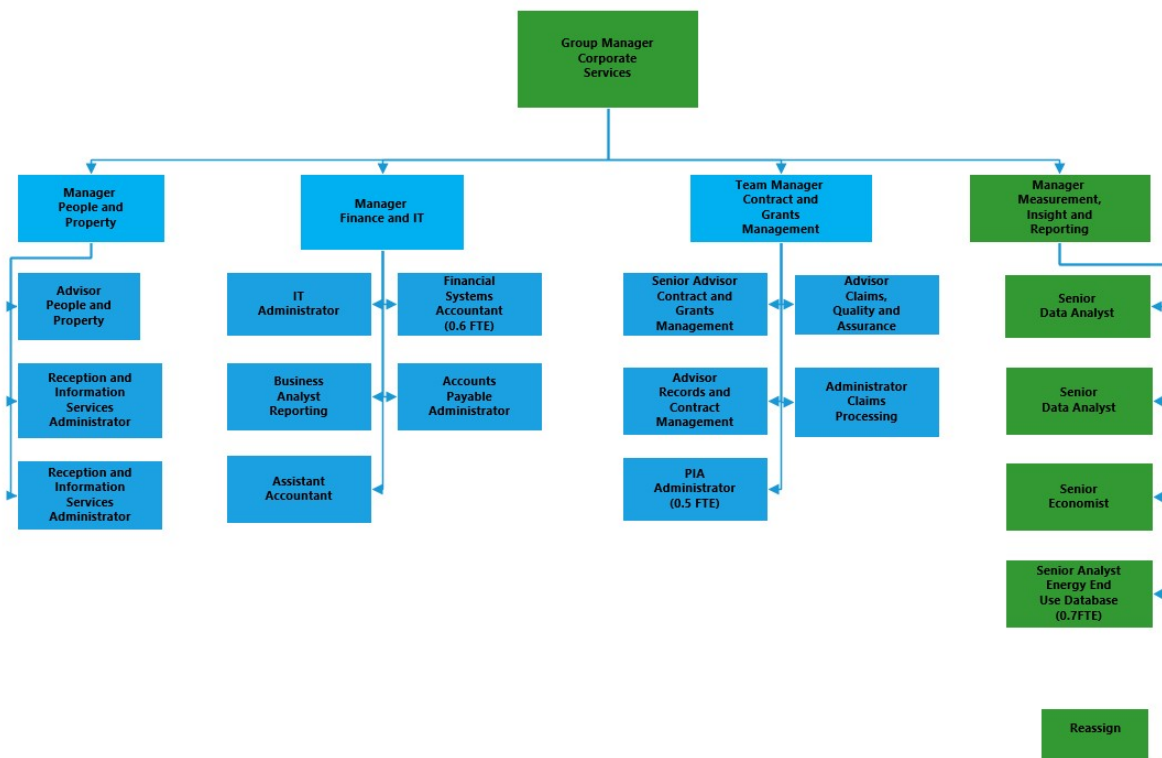 Group Manager
Corporate
Services
Manager
People and
Property
Manager
Finance and IT
Team Manager
Contract and
Grants
Management
Manager
Measurement,
Insight and
Reporting
Advisor
People and
Property
IT
Administrator
Financial
Systems
Accountant
(0.6 FTE)
Senior Advisor
Contract and
Grants
Management
Advisor
Claims,
Quality and
Assurance
Senior
Data Analyst
Reception and
Information
Services
Administrator
Business
Analyst
Reporting
Accounts
Payable
Administrator
Advisor
Records and
Contract
Management
Administrator
Claims
Processing
Senior
Data Analyst
Reception and
Information
Services
Administrator
Assistant
Accountant
PIA
Administrator
(0.5 FTE)
Senior
Economist
Senior Analyst
Energy End
Use Database
(0.7FTE)
Reassign